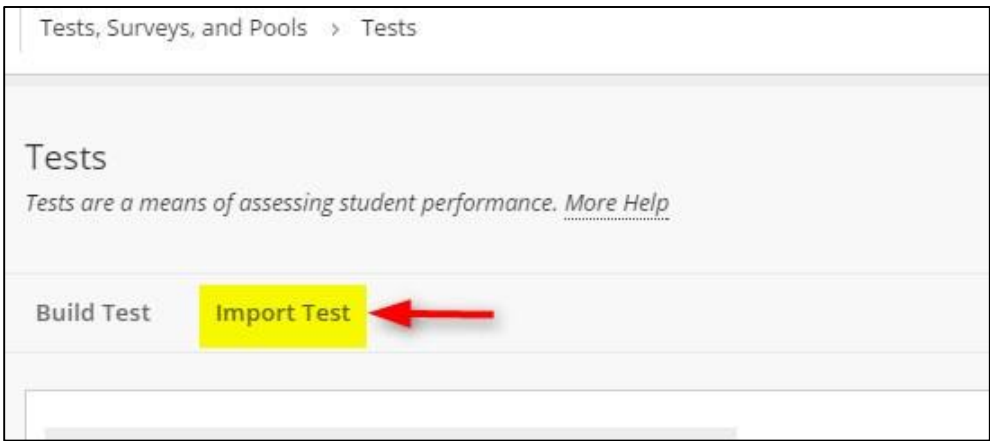 Tests, Surveys, and Pools > Tests
Tests
Tests are a means of assessing student performance. More Help
Build Test Import Test